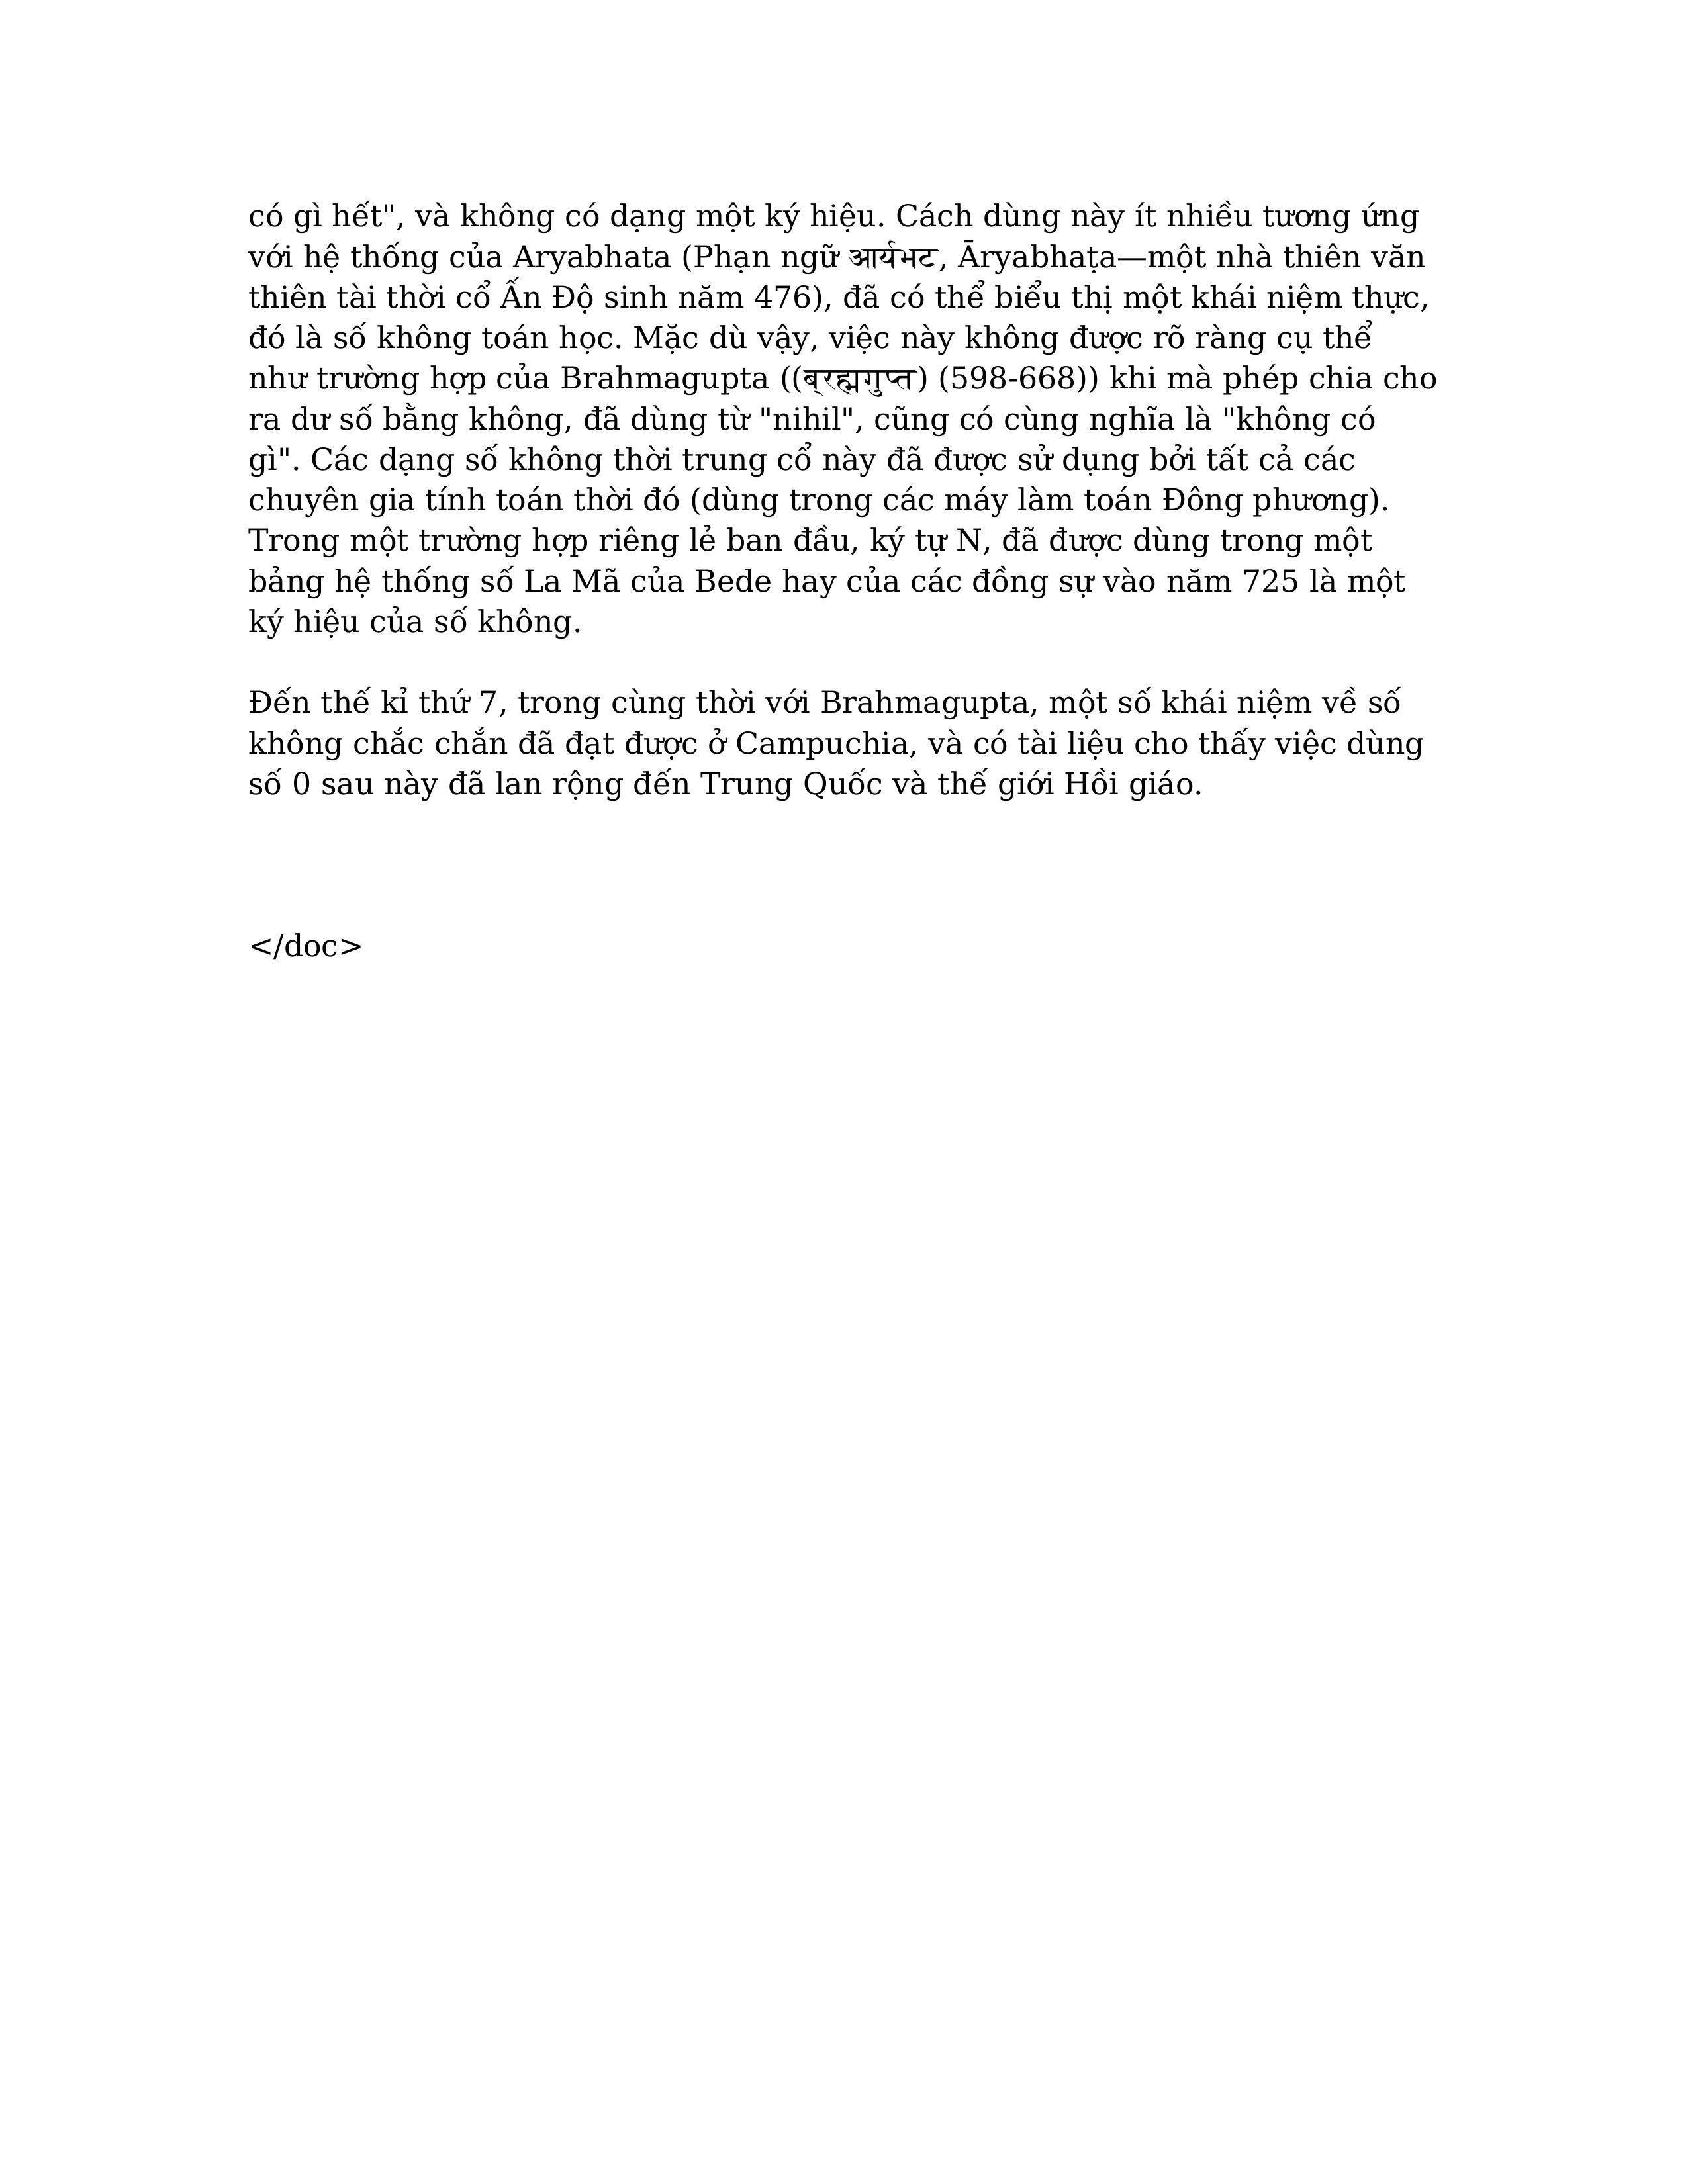 có gì hết", và không có dạng một ký hiệu. Cách dùng này ít nhiều tương ứng
với hệ thống của Aryabhata (Phạn ngữ आर्यभट, Āryabhaṭa—một nhà thiên văn
thiên tài thời cổ Ấn Độ sinh năm 476), đã có thể biểu thị một khái niệm thực,
đó là số không toán học. Mặc dù vậy, việc này không được rõ ràng cụ thể
như trường hợp của Brahmagupta ((ब्‌रह्मगुप्त) (598-668)) khi mà phép chia cho
ra dư số bằng không, đã dùng từ "nihil", cũng có cùng nghĩa là "không có
gì". Các dạng số không thời trung cổ này đã được sử dụng bởi tất cả các
chuyên gia tính toán thời đó (dùng trong các máy làm toán Đông phương).
Trong một trường hợp riêng lẻ ban đầu, ký tự N, đã được dùng trong một
bảng hệ thống số La Mã của Bede hay của các đồng sự vào năm 725 là một
ký hiệu của số không.
Đến thế kỉ thứ 7, trong cùng thời với Brahmagupta, một số khái niệm về số
không chắc chắn đã đạt được ở Campuchia, và có tài liệu cho thấy việc dùng
số 0 sau này đã lan rộng đến Trung Quốc và thế giới Hồi giáo.
&lt;/doc&gt;